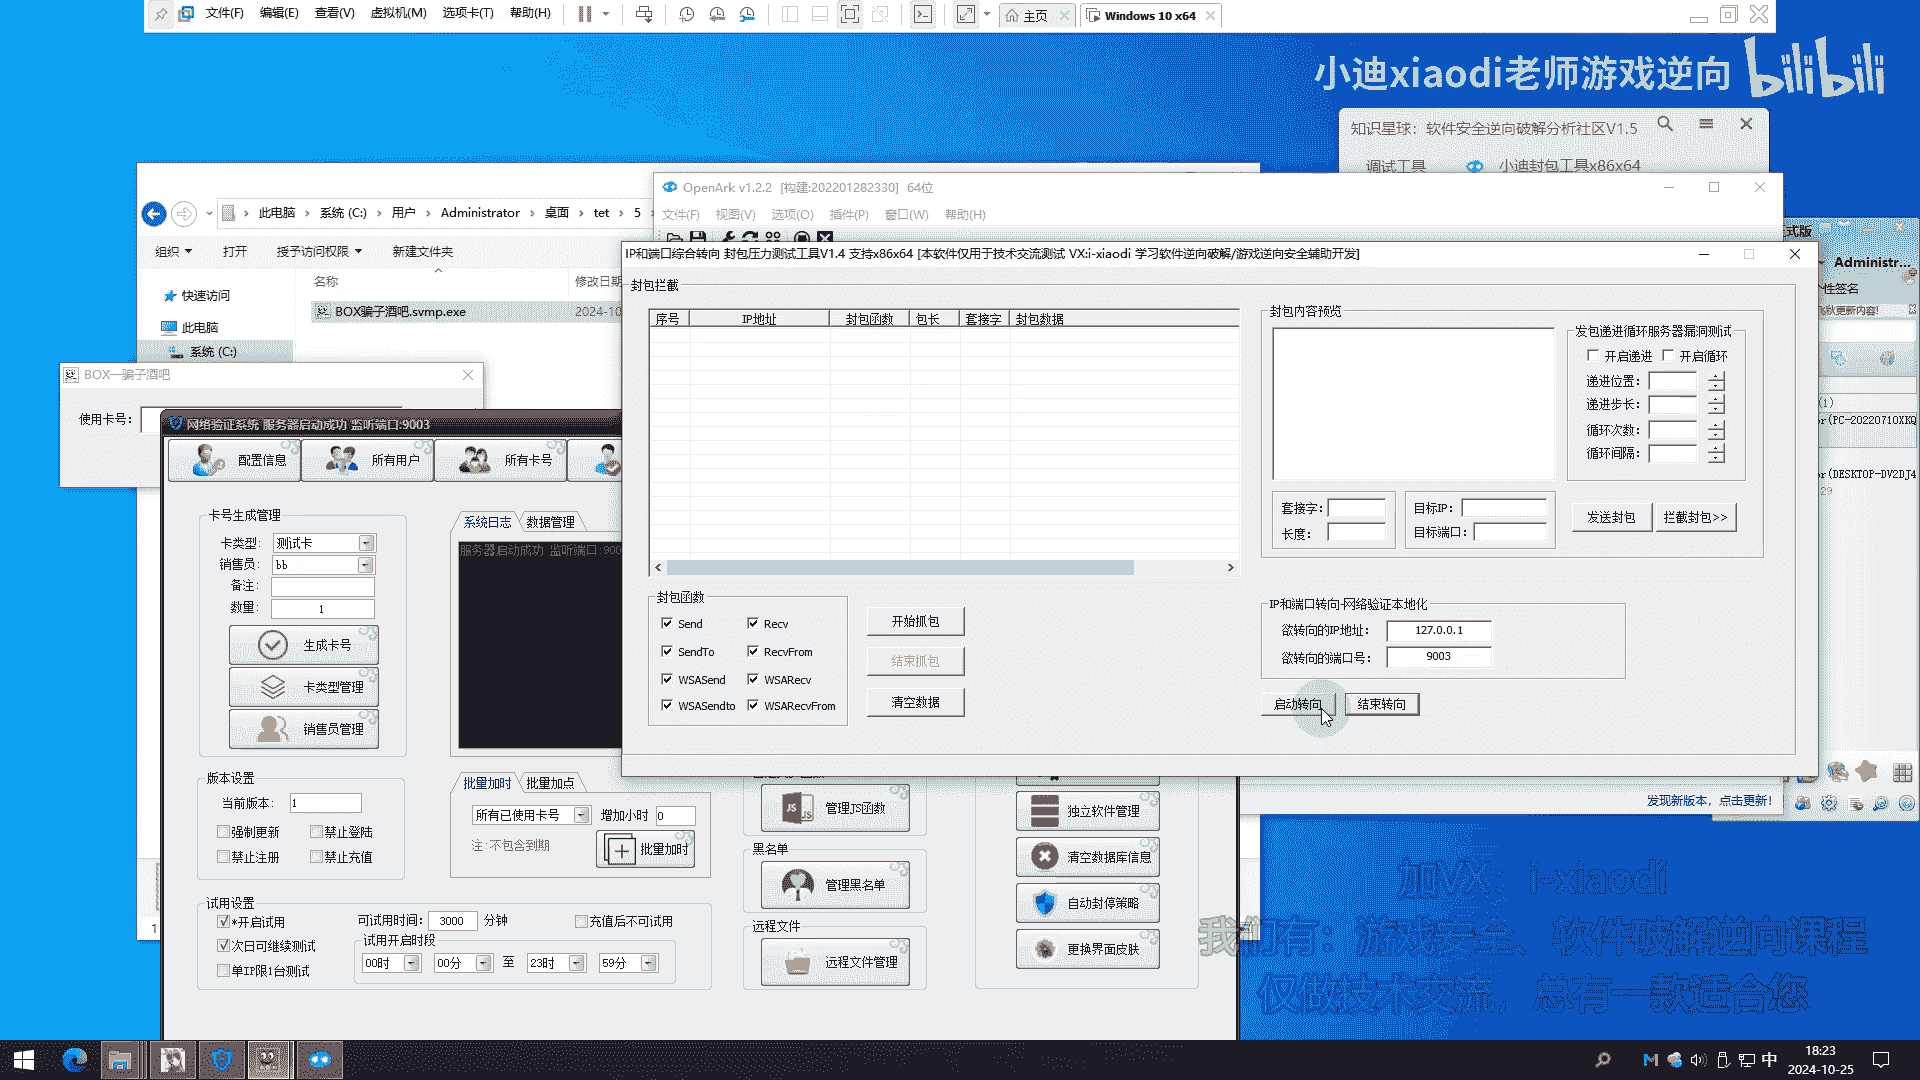 文件(F) 编辑(E) 查看(V) 虚拟机(M) 选项卡(T) 帮助(H) 主页 Windows 10 x64
小迪xiaodi老师游戏逆向 bilibili
知识星球：软件安全逆向破解分析社区V1.5
调试工具 小迪封包工具x86x64
OpenArk v1.2.2 [构建:202201282330] 64位
文件(F) 视图(V) 选项(O) 插件(P) 窗口(W) 帮助(H)
此电脑 系统 (C:) 用户 Administrator 桌面 tet 5
组织 打开 授予访问权限 新建文件夹
名称 修改日期
快速访问
BOX骗子酒吧.svmp.exe 2024-10
此电脑
系统 (C:)
BOX—骗子酒吧
使用卡号:
网络验证系统 服务器启动成功 监听端口:9003
配置信息 所有用户 所有卡号
卡号生成管理
卡类型: 测试卡
销售员: bb
备注:
数量: 1
生成卡号
卡类型管理
销售员管理
系统日志 数据管理
服务器启动成功 监听端口:900
版本设置
当前版本: 1
强制更新 禁止登陆
禁止注册 禁止充值
批量加时 批量加点
所有已使用卡号 增加小时 0
注:不包含到期 批量加时
试用设置
*开启试用 可试用时间: 3000 分钟 充值后不可试用
次日可继续测试 试用开启时段
单IP限1台测试 00时 00分 至 23时 59分
管理JS函数
黑名单
管理黑名单
远程文件
远程文件管理
独立软件管理
清空数据库信息
自动封停策略
更换界面皮肤
IP和端口综合转向 封包压力测试工具V1.4 支持x86x64 [本软件仅用于技术交流测试 VX:i-xiaodi 学习软件逆向破解/游戏逆向安全辅助开发]
封包拦截
序号 IP地址 封包函数 包长 套接字 封包数据
封包内容预览
发包递进循环服务器漏洞测试
开启递进 开启循环
递进位置:
递进步长:
循环次数:
循环间隔:
套接字: 目标IP:
长度: 目标端口:
发送封包 拦截封包>>
封包函数
Send Recv
SendTo RecvFrom
WSASend WSARecv
WSASendto WSARecvFrom
开始抓包
结束抓包
清空数据
IP和端口转向-网络验证本地化
欲转向的IP地址: 127.0.0.1
欲转向的端口号: 9003
启动转向 结束转向
式版
Administr...
性签名
飞秋更新内容!
(1)
or(PC-20220710XKQ
or(DESKTOP-DV2DJ4
29
发现新版本，点击更新!
加VX：i-xiaodi
我们有：游戏安全、软件破解逆向课程
仅做技术交流，总有一款适合您
1
中
18:23
2024-10-25